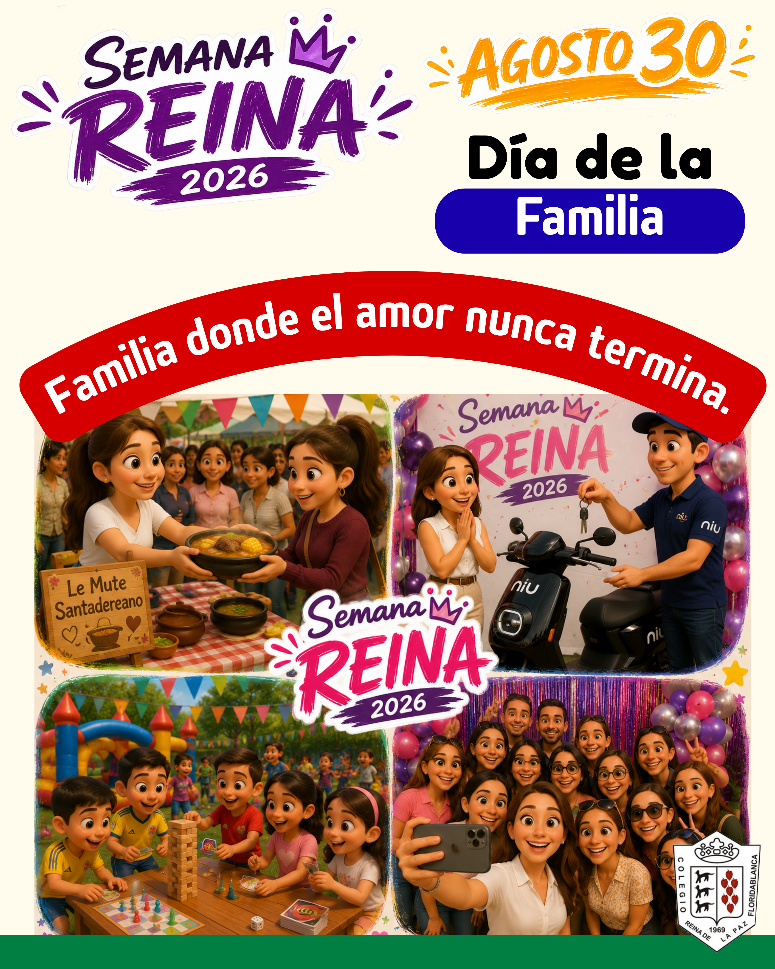 SEMANA
REINA
2026
AGOSTO 30
Día de la
Familia
Familia donde el amor nunca termina.
Semana
REINA
2026
niu
niu
niu
niu
Le Mute
Santadereano
Semana
REINA
2026
COLEGIO
REINA DE LA PAZ
FLORIDABLANCA
1969